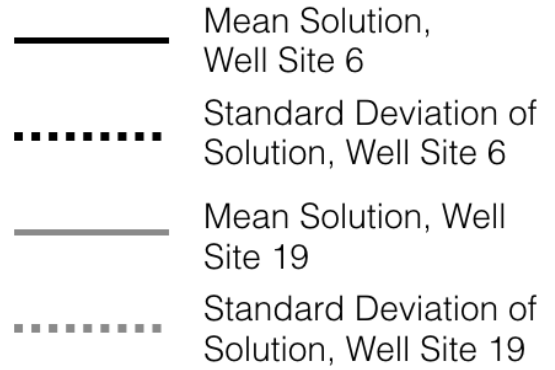 Mean Solution,
Well Site 6
Standard Deviation of
Solution, Well Site 6
Mean Solution, Well
Site 19
Standard Deviation of
Solution, Well Site 19